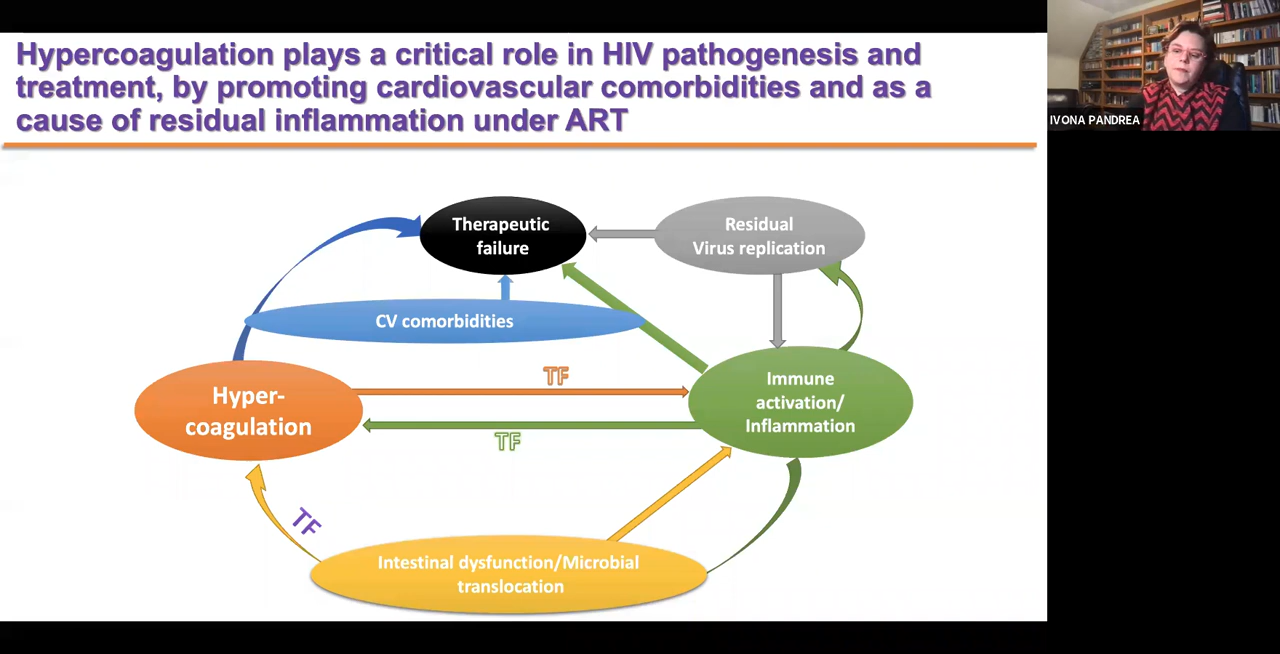 Hypercoagulation plays a critical role in HIV pathogenesis and
treatment, by promoting cardiovascular comorbidities and as a
cause of residual inflammation under ART
IVONA PANDREA
Therapeutic
failure
Residual
Virus replication
CV comorbidities
Hyper-
coagulation
TF
TF
Immune
activation/
Inflammation
TF
Intestinal dysfunction/Microbial
translocation